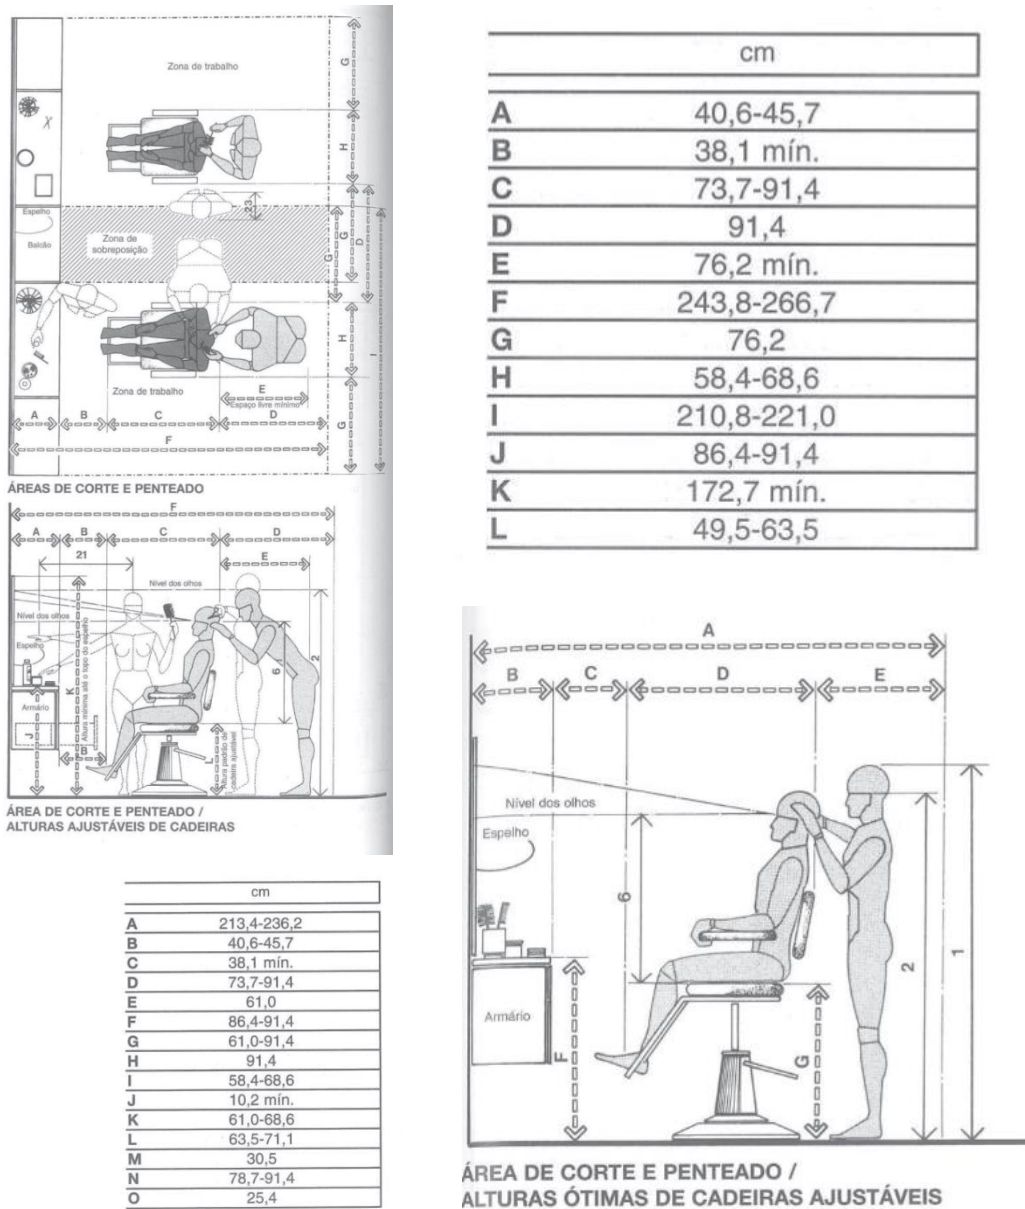 Zona de trabalho
G
H
23
Espelho
Balcão
Zona de
sobreposição
G
G
D
H
I
Zona de trabalho
E
Espaço livre mínimo
A
B
C
D
G
F
ÁREAS DE CORTE E PENTEADO
F
A
B
C
D
21
E
Nível dos olhos
Nível dos olhos
Espelho
Armário
J
K
Altura mínima até o topo do espelho
B
6
2
L
Altura padrão de
cadeira ajustável
ÁREA DE CORTE E PENTEADO /
ALTURAS AJUSTÁVEIS DE CADEIRAS
cm
A 40,6-45,7
B 38,1 mín.
C 73,7-91,4
D 91,4
E 76,2 mín.
F 243,8-266,7
G 76,2
H 58,4-68,6
I 210,8-221,0
J 86,4-91,4
K 172,7 mín.
L 49,5-63,5
cm
A 213,4-236,2
B 40,6-45,7
C 38,1 mín.
D 73,7-91,4
E 61,0
F 86,4-91,4
G 61,0-91,4
H 91,4
I 58,4-68,6
J 10,2 mín.
K 61,0-68,6
L 63,5-71,1
M 30,5
N 78,7-91,4
O 25,4
A
B
C
D
E
Nível dos olhos
Espelho
6
Armário
F
G
2
1
ÁREA DE CORTE E PENTEADO /
ALTURAS ÓTIMAS DE CADEIRAS AJUSTÁVEIS